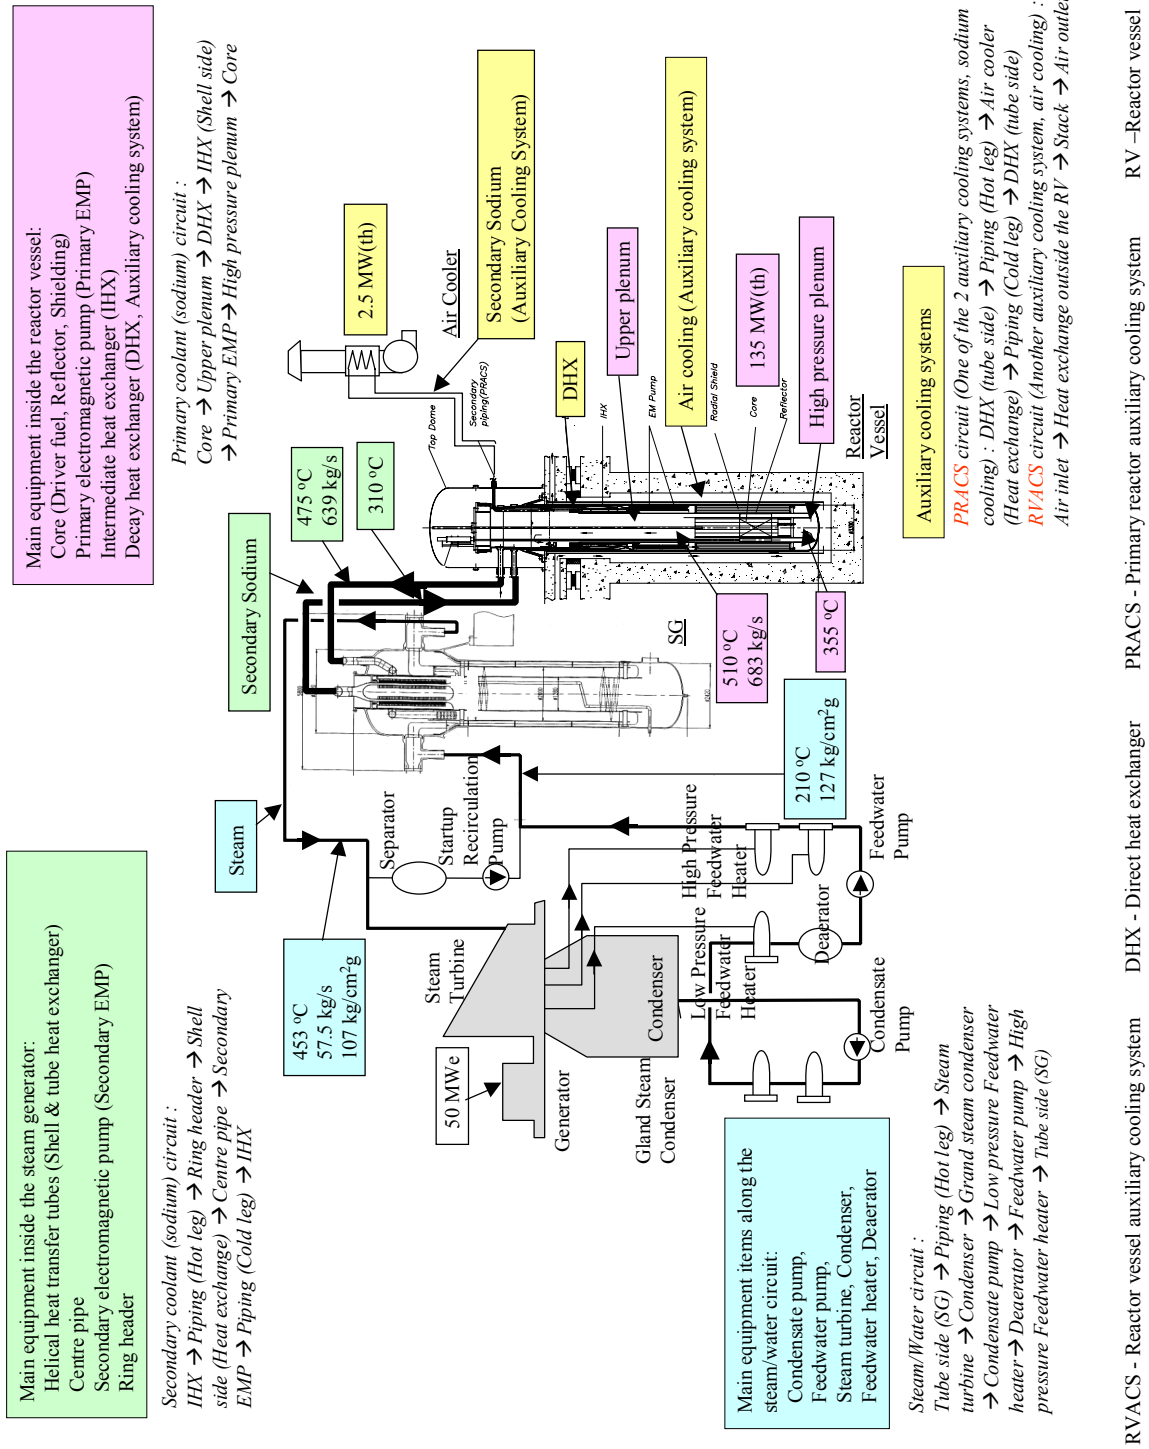 Main equipment inside the steam generator:
Helical heat transfer tubes (Shell & tube heat exchanger)
Centre pipe
Secondary electromagnetic pump (Secondary EMP)
Ring header
Secondary coolant (sodium) circuit :
IHX → Piping (Hot leg) → Ring header → Shell
side (Heat exchange) → Centre pipe → Secondary
EMP → Piping (Cold leg) → IHX
Main equipment inside the reactor vessel:
Core (Driver fuel, Reflector, Shielding)
Primary electromagnetic pump (Primary EMP)
Intermediate heat exchanger (IHX)
Decay heat exchanger (DHX, Auxiliary cooling system)
Primary coolant (sodium) circuit :
Core → Upper plenum → DHX → IHX (Shell side)
→ Primary EMP → High pressure plenum → Core
Steam
Secondary Sodium
453 °C
57.5 kg/s
107 kg/cm²g
475 °C
639 kg/s
310 °C
2.5 MW(th)
Air Cooler
Secondary Sodium
(Auxiliary Cooling System)
Top Dome
Secondary
piping(PRACS)
Separator
Startup
Recirculation
Pump
Steam
Turbine
50 MWe
Generator
Condenser
Gland Steam
Condenser
Low Pressure
Feedwater
Heater
High Pressure
Feedwater
Heater
Deaerator
Condensate
Pump
Feedwater
Pump
210 °C
127 kg/cm²g
SG
510 °C
683 kg/s
355 °C
DHX
IHX
Upper plenum
EM Pump
Air cooling (Auxiliary cooling system)
Radial Shield
135 MW(th)
Core
Reflector
High pressure plenum
Reactor
Vessel
Main equipment items along the
steam/water circuit:
Condensate pump,
Feedwater pump,
Steam turbine, Condenser,
Feedwater heater, Deaerator
Steam/Water circuit :
Tube side (SG) → Piping (Hot leg) → Steam
turbine → Condenser → Grand steam condenser
→ Condensate pump → Low pressure Feedwater
heater → Deaerator → Feedwater pump → High
pressure Feedwater heater → Tube side (SG)
Auxiliary cooling systems
PRACS circuit (One of the 2 auxiliary cooling systems, sodium
cooling) : DHX (tube side) → Piping (Hot leg) → Air cooler
(Heat exchange) → Piping (Cold leg) → DHX (tube side)
RVACS circuit (Another auxiliary cooling system, air cooling) :
Air inlet → Heat exchange outside the RV → Stack → Air outlet
RVACS - Reactor vessel auxiliary cooling system DHX - Direct heat exchanger PRACS - Primary reactor auxiliary cooling system RV –Reactor vessel